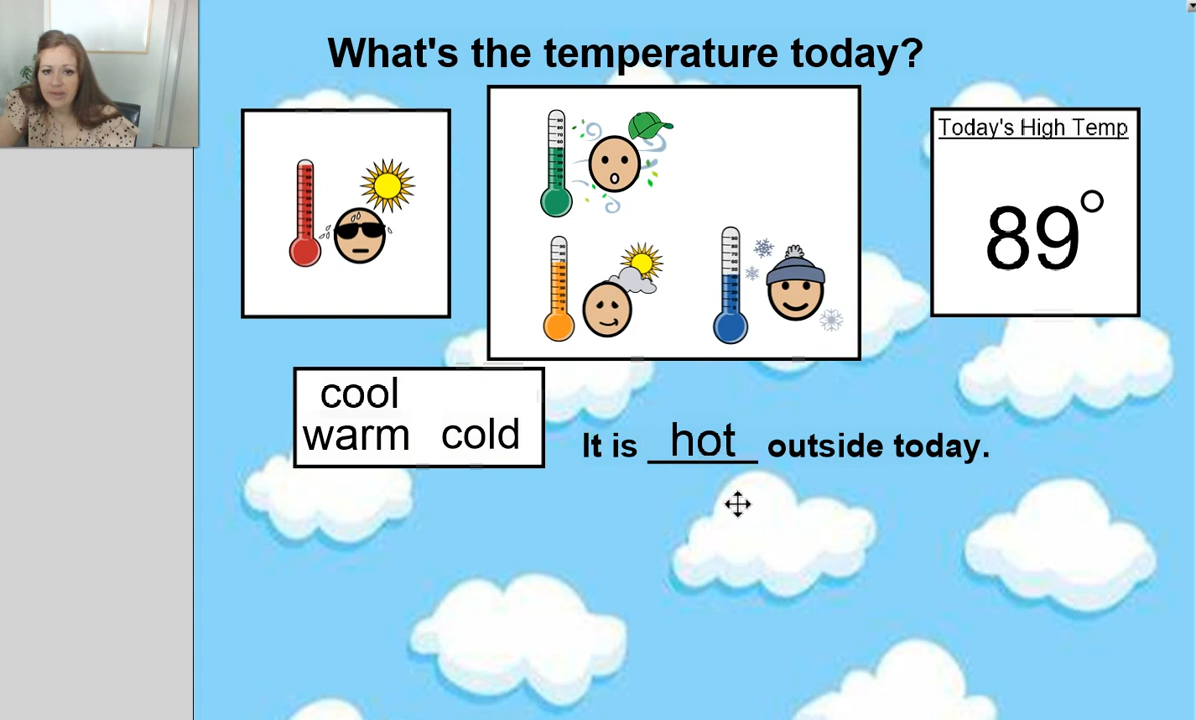 What's the temperature today?
Today's High Temp
89°
cool
warm cold
It is hot outside today.